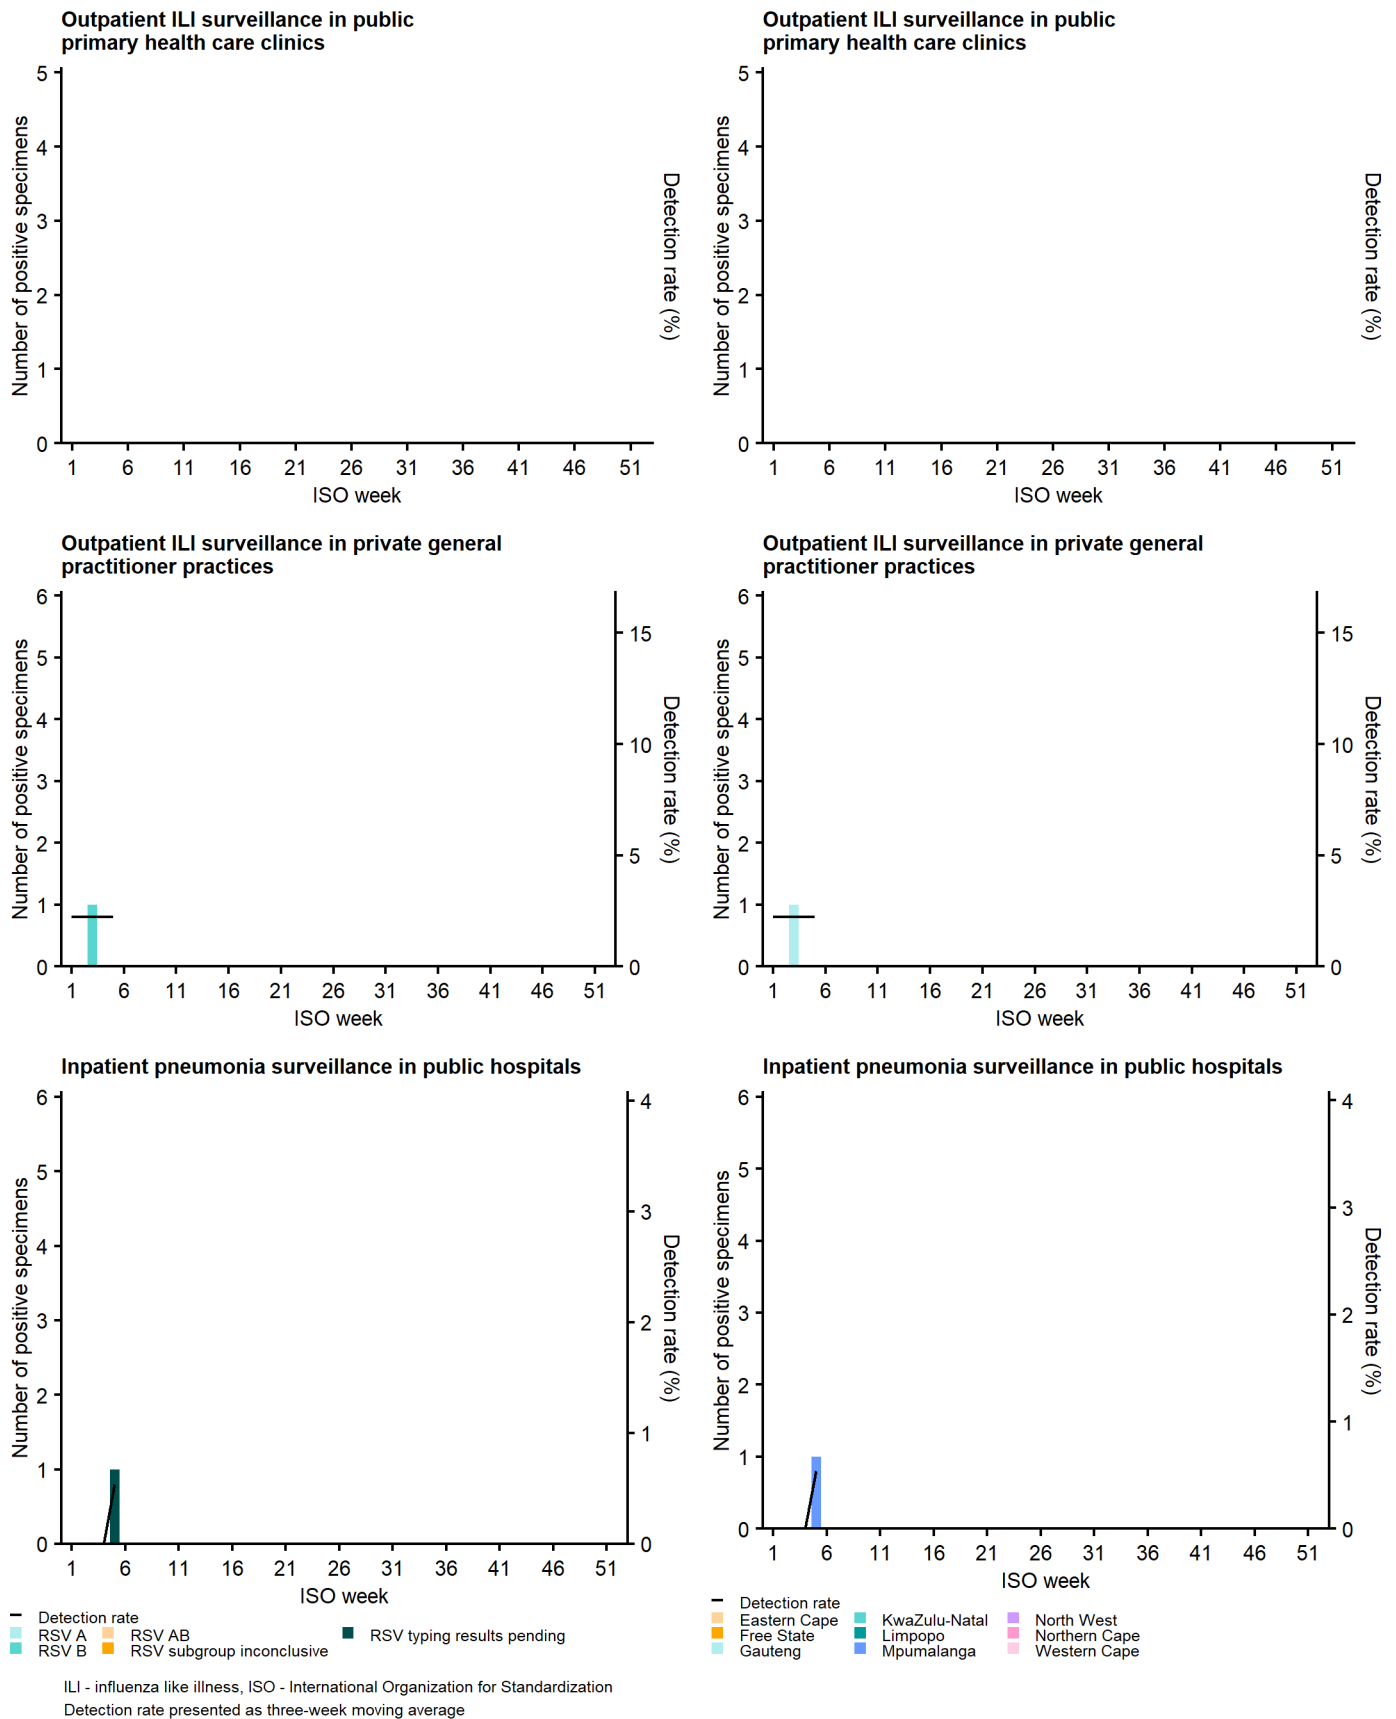 Outpatient ILI surveillance in public
primary health care clinics
5
4
3
2
1
0
Number of positive specimens
Detection rate (%)
1 6 11 16 21 26 31 36 41 46 51
ISO week
Outpatient ILI surveillance in public
primary health care clinics
5
4
3
2
1
0
Number of positive specimens
Detection rate (%)
1 6 11 16 21 26 31 36 41 46 51
ISO week
Outpatient ILI surveillance in private general
practitioner practices
6
5
4
3
2
1
0
Number of positive specimens
15
10
5
0
Detection rate (%)
1 6 11 16 21 26 31 36 41 46 51
ISO week
Outpatient ILI surveillance in private general
practitioner practices
6
5
4
3
2
1
0
Number of positive specimens
15
10
5
0
Detection rate (%)
1 6 11 16 21 26 31 36 41 46 51
ISO week
Inpatient pneumonia surveillance in public hospitals
6
5
4
3
2
1
0
Number of positive specimens
4
3
2
1
0
Detection rate (%)
1 6 11 16 21 26 31 36 41 46 51
ISO week
Detection rate
RSV A RSV AB RSV typing results pending
RSV B RSV subgroup inconclusive
Inpatient pneumonia surveillance in public hospitals
6
5
4
3
2
1
0
Number of positive specimens
4
3
2
1
0
Detection rate (%)
1 6 11 16 21 26 31 36 41 46 51
ISO week
Detection rate
Eastern Cape KwaZulu-Natal North West
Free State Limpopo Northern Cape
Gauteng Mpumalanga Western Cape
ILI - influenza like illness, ISO - International Organization for Standardization
Detection rate presented as three-week moving average